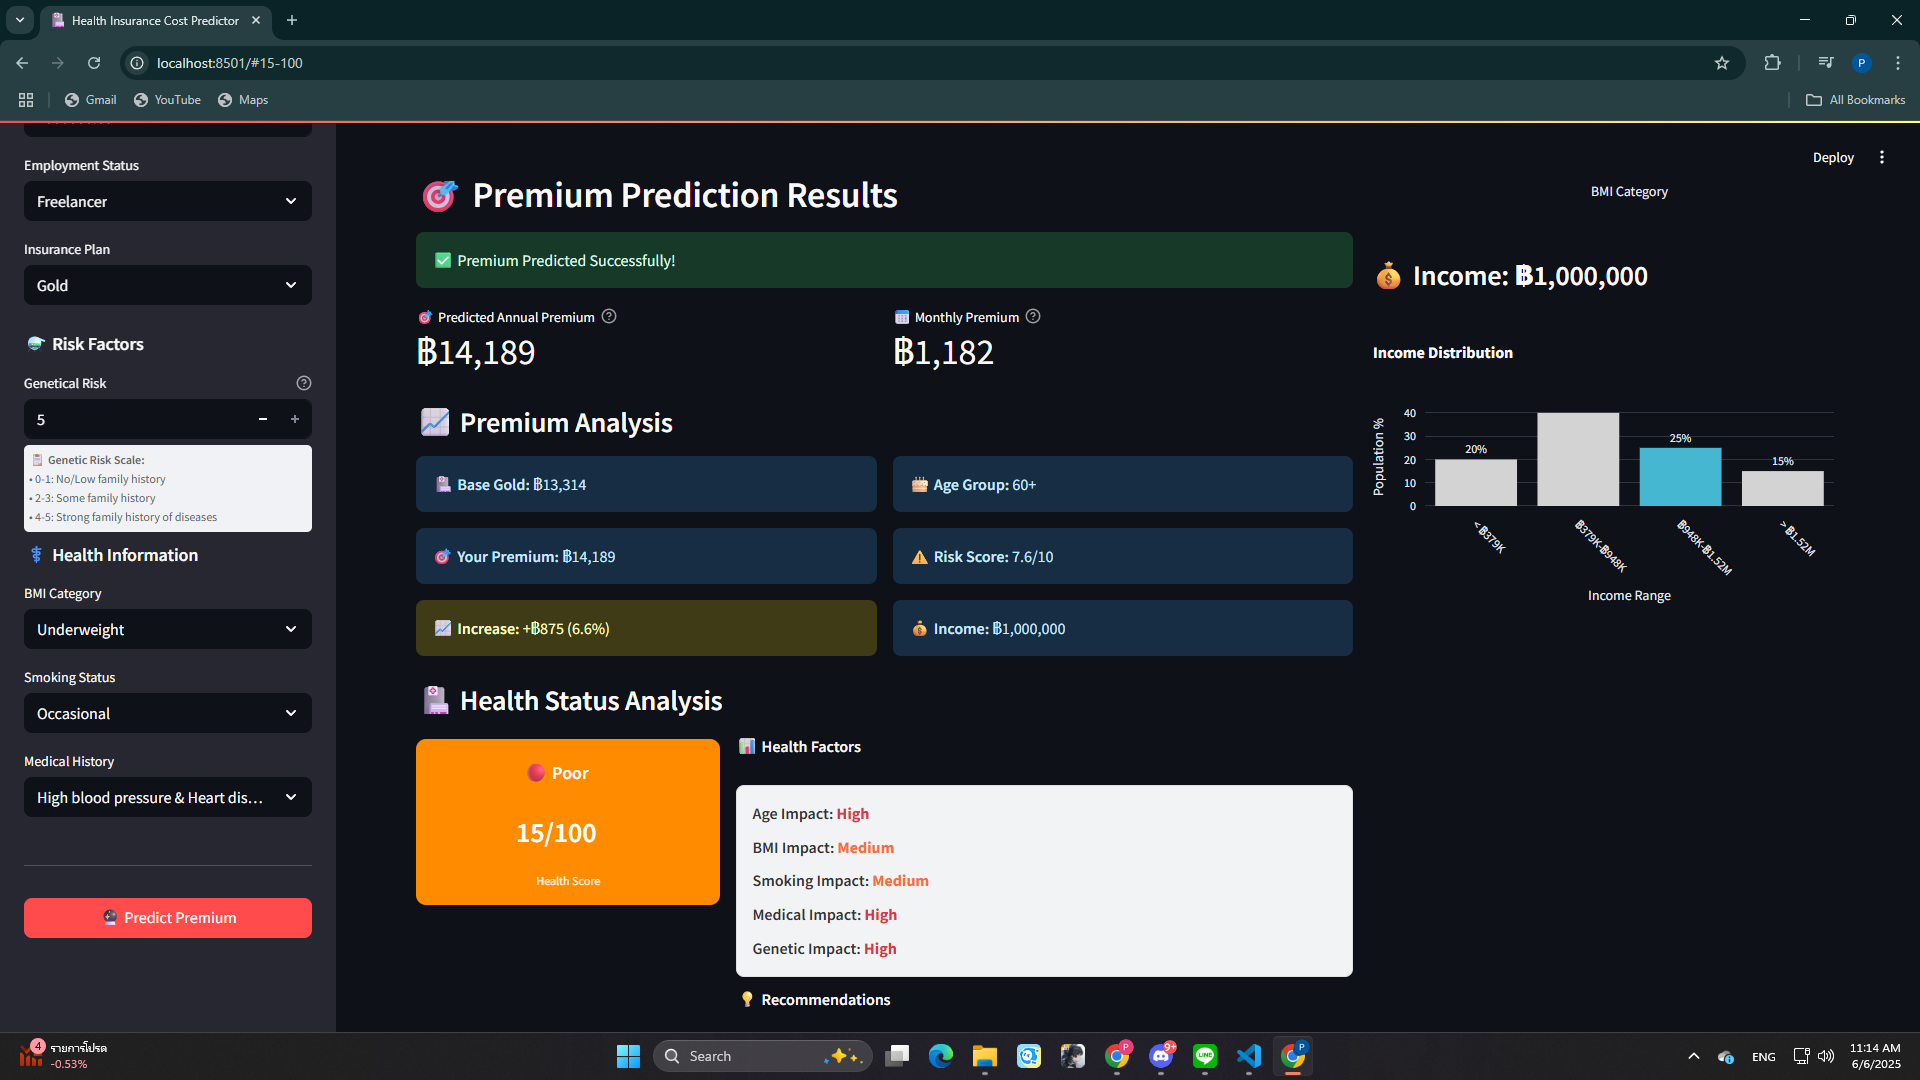 Health Insurance Cost Predictor
localhost:8501/#15-100
P
Gmail
YouTube
Maps
All Bookmarks
Employment Status
Freelancer
Insurance Plan
Gold
Risk Factors
Genetical Risk
5
Genetic Risk Scale:
• 0-1: No/Low family history
• 2-3: Some family history
• 4-5: Strong family history of diseases
Health Information
BMI Category
Underweight
Smoking Status
Occasional
Medical History
High blood pressure & Heart dis...
Predict Premium
Deploy
Premium Prediction Results
Premium Predicted Successfully!
Predicted Annual Premium
฿14,189
Monthly Premium
฿1,182
Premium Analysis
Base Gold: ฿13,314
Age Group: 60+
Your Premium: ฿14,189
Risk Score: 7.6/10
Increase: +฿875 (6.6%)
Income: ฿1,000,000
Health Status Analysis
Poor
15/100
Health Score
Health Factors
Age Impact: High
BMI Impact: Medium
Smoking Impact: Medium
Medical Impact: High
Genetic Impact: High
Recommendations
BMI Category
Income: ฿1,000,000
Income Distribution
Population %
40
30
20
10
0
20%
25%
15%
< ฿379K
฿379K-฿948K
฿948K-฿1.52M
> ฿1.52M
Income Range
4
รายการโปรด
-0.53%
Search
P
9+
LINE
P
ENG
11:14 AM
6/6/2025